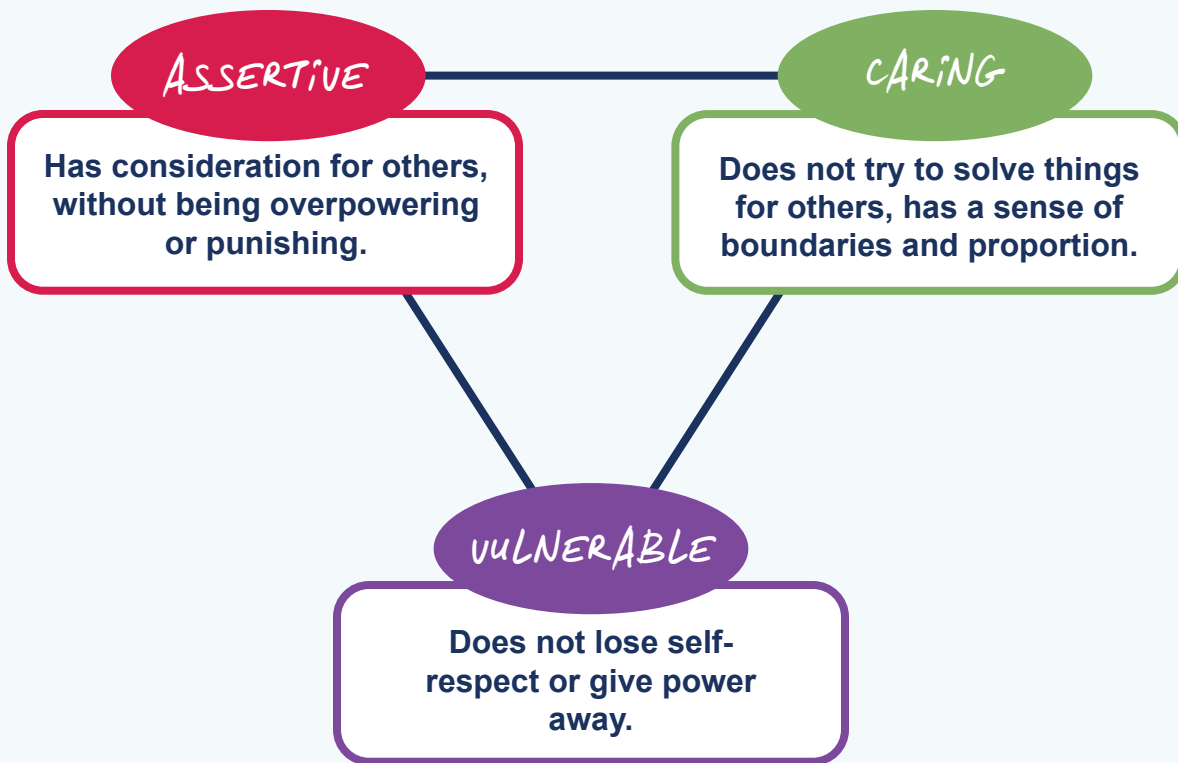 ASSERTiVE
Has consideration for others,
without being overpowering
or punishing.
CARiNG
Does not try to solve things
for others, has a sense of
boundaries and proportion.
VULNERABLE
Does not lose self-
respect or give power
away.